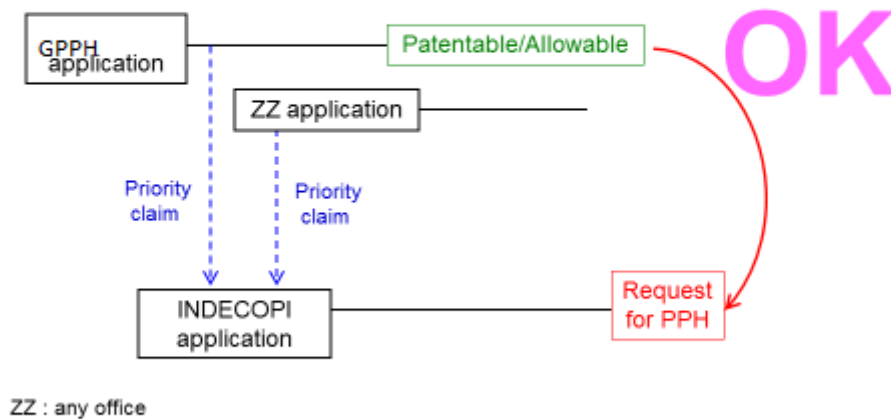 GPPH
application
Patentable/Allowable
OK
ZZ application
Priority
claim
Priority
claim
INDECOPI
application
Request
for PPH
ZZ : any office